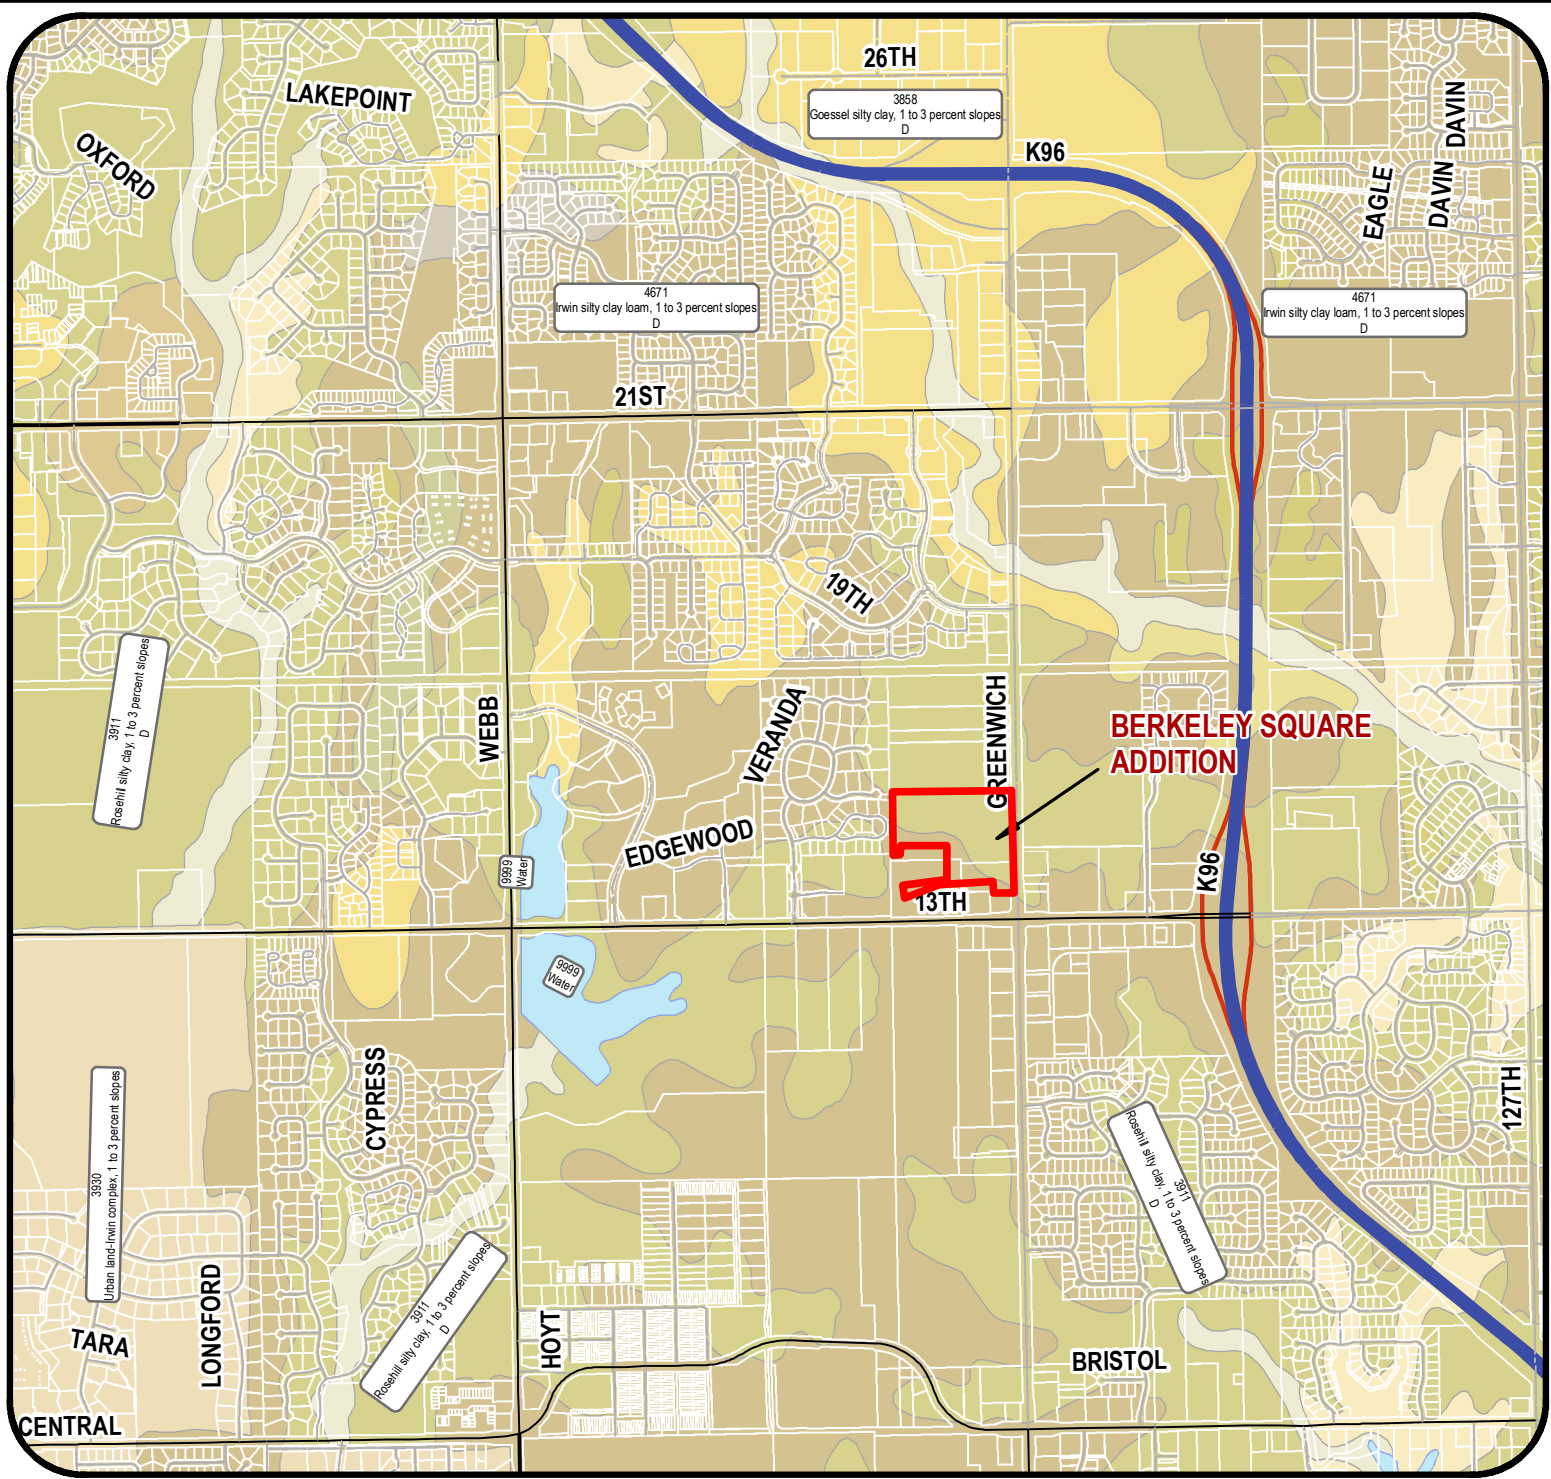 26TH
LAKEPOINT
OXFORD
3858
Goessel silty clay, 1 to 3 percent slopes
D
K96
DAVIN
EAGLE
DAVIN
4671
Irwin silty clay loam, 1 to 3 percent slopes
D
4671
Irwin silty clay loam, 1 to 3 percent slopes
D
21ST
19TH
3911
Rosehill silty clay, 1 to 3 percent slopes
D
WEBB
VERANDA
GREENWICH
BERKELEY SQUARE
ADDITION
EDGEWOOD
9999
Water
K96
13TH
9999
Water
CYPRESS
127TH
3930
Urban land-Irwin complex, 1 to 3 percent slopes
3911
Rosehill silty clay, 1 to 3 percent slopes
D
3911
Rosehill silty clay, 1 to 3 percent slopes
D
LONGFORD
TARA
HOYT
BRISTOL
CENTRAL